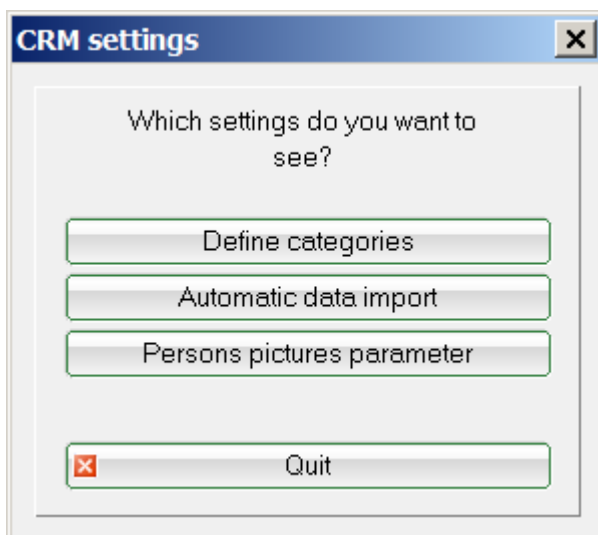 CRM settings
Which settings do you want to
see?
Define categories
Automatic data import
Persons pictures parameter
Quit